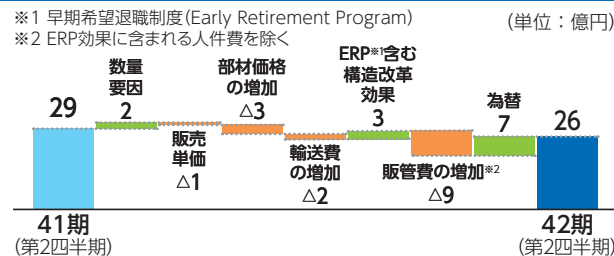 ※1 早期希望退職制度(Early Retirement Program)
※2 ERP効果に含まれる人件費を除く
(単位：億円)
29
数量
要因
2
販売
単価
△1
部材価格
の増加
△3
輸送費
の増加
△2
ERP※1含む
構造改革
効果
3
販管費の増加※2
△9
為替
7
26
41期
(第2四半期)
42期
(第2四半期)